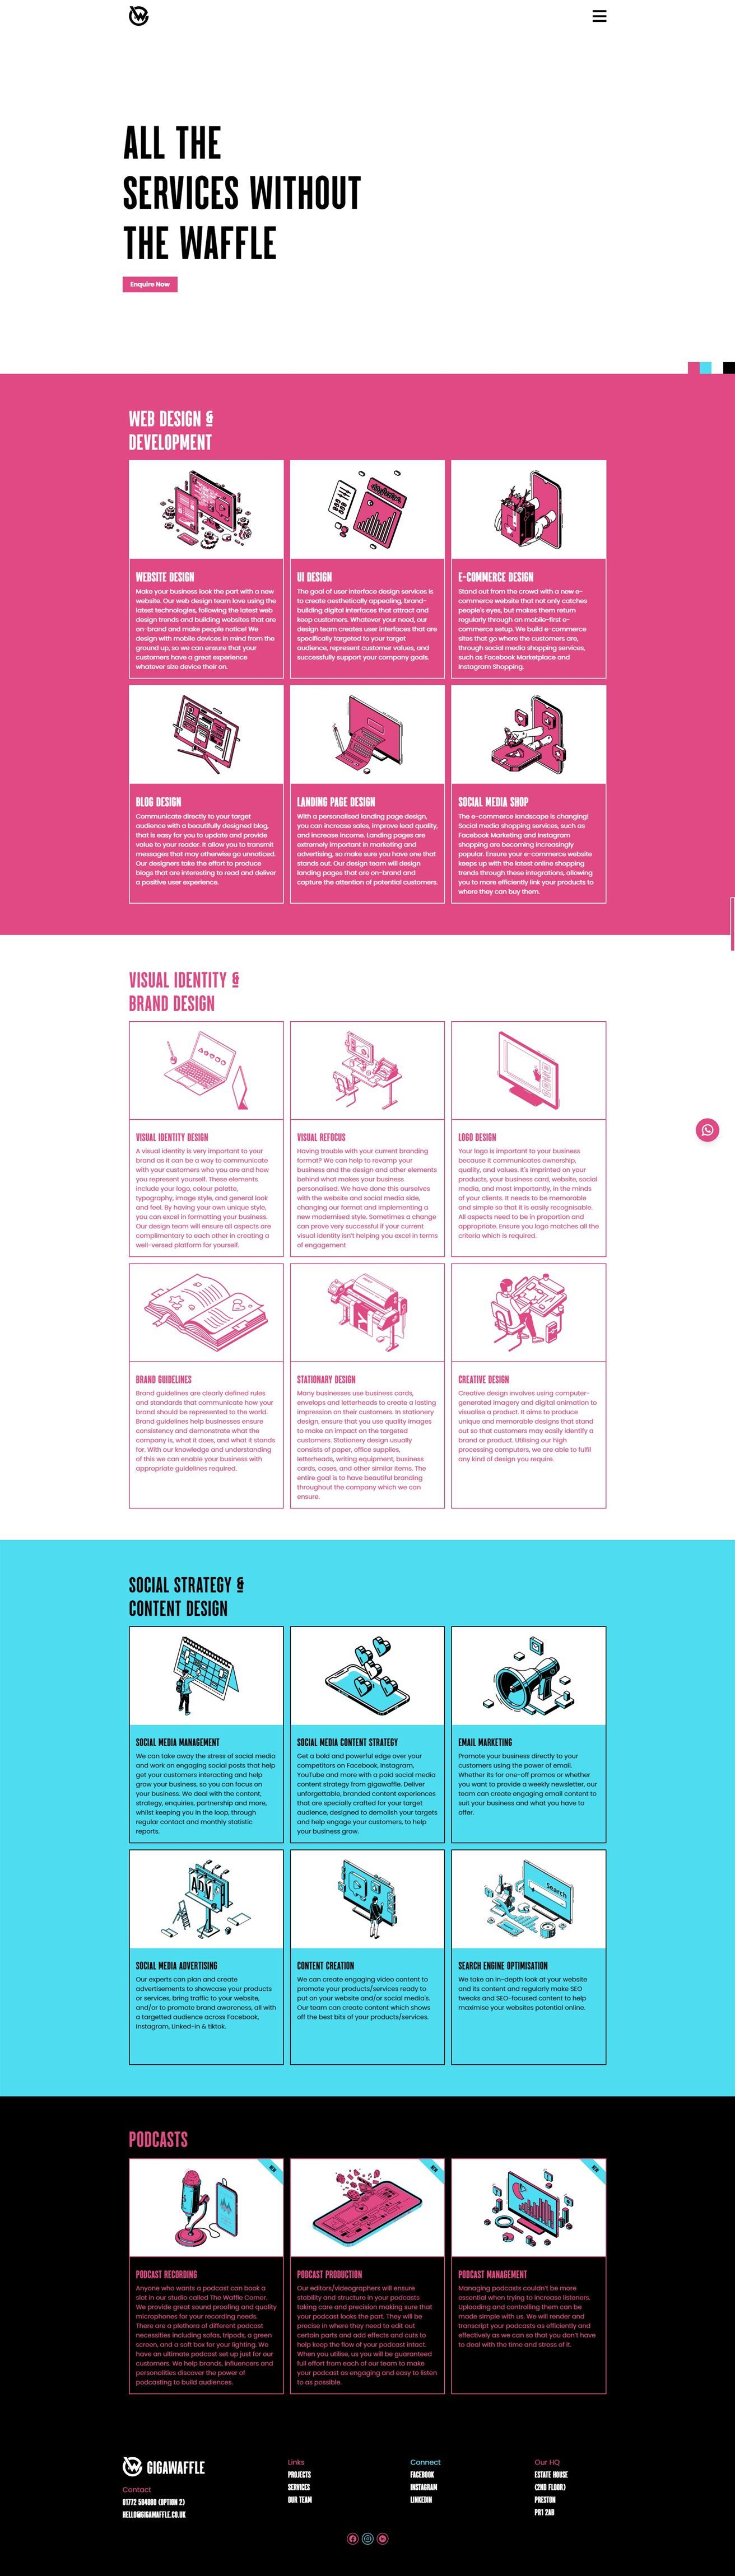 ALL THE
SERVICES WITHOUT
THE WAFFLE
Enquire Now
WEB DESIGN &
DEVELOPMENT
WEBSITE DESIGN
Make your business look the part with a new
website. Our web design team love using the
latest technologies, following the latest web
design trends and building websites that are
on-brand and make people notice! We
design with mobile devices in mind from the
ground up, so we can ensure that your
customers have a great experience
whatever size device their on.
UI DESIGN
The goal of user interface design services is
to create aesthetically appealing, brand-
building digital interfaces that attract and
keep customers. Whatever your need, our
design team creates user interfaces that are
specifically targeted to your target
audience, represent customer values, and
successfully support your company goals.
E-COMMERCE DESIGN
Stand out from the crowd with a new e-
commerce website that not only catches
people's eyes, but makes them return
regularly through an mobile-first e-
commerce setup. We build e-commerce
sites that go where the customers are,
through social media shopping services,
such as Facebook Marketplace and
Instagram Shopping.
BLOG DESIGN
Communicate directly to your target
audience with a beautifully designed blog,
that is easy for you to update and provide
value to your reader. It allow you to transmit
messages that may otherwise go unnoticed.
Our designers take the effort to produce
blogs that are interesting to read and deliver
a positive user experience.
LANDING PAGE DESIGN
With a personalised landing page design,
you can increase sales, improve lead quality,
and increase income. Landing pages are
extremely important in marketing and
advertising, so make sure you have one that
stands out. Our design team will design
landing pages that are on-brand and
capture the attention of potential customers.
SOCIAL MEDIA SHOP
The e-commerce landscape is changing!
Social media shopping services, such as
Facebook Marketing and Instagram
shopping are becoming increasingly
popular. Ensure your e-commerce website
keeps up with the latest online shopping
trends through these integrations, allowing
you to more efficiently link your products to
where they can buy them.
VISUAL IDENTITY &
BRAND DESIGN
VISUAL IDENTITY DESIGN
A visual identity is very important to your
brand as it can be a way to communicate
with your customers who you are and how
you represent yourself. These elements
include your logo, colour palette,
typography, image style, and general look
and feel. By having your own unique style,
you can excel in formatting your business.
Our design team will ensure all aspects are
complimentary to each other in creating a
well-versed platform for yourself.
VISUAL REFOCUS
Having trouble with your current branding
format? We can help to revamp your
business and the design and other elements
behind what makes your business
personalised. We have done this ourselves
with the website and social media side,
changing our format and implementing a
new modernised style. Sometimes a change
can prove very successful if your current
visual identity isn't helping you excel in terms
of engagement
LOGO DESIGN
Your logo is important to your business
because it communicates ownership,
quality, and values. It's imprinted on your
products, your business card, website, social
media, and most importantly, in the minds
of your clients. It needs to be memorable
and simple so that it is easily recognisable.
All aspects need to be in proportion and
appropriate. Ensure you logo matches all the
criteria which is required.
BRAND GUIDELINES
Brand guidelines are clearly defined rules
and standards that communicate how your
brand should be represented to the world.
Brand guidelines help businesses ensure
consistency and demonstrate what the
company is, what it does, and what it stands
for. With our knowledge and understanding
of this we can enable your business with
appropriate guidelines required.
STATIONARY DESIGN
Many businesses use business cards,
envelops and letterheads to create a lasting
impression on their customers. In stationery
design, ensure that you use quality images
to make an impact on the targeted
customers. Stationery design usually
consists of paper, office supplies,
letterheads, writing equipment, business
cards, cases, and other similar items. The
entire goal is to have beautiful branding
throughout the company which we can
ensure.
CREATIVE DESIGN
Creative design involves using computer-
generated imagery and digital animation to
visualise a product. It aims to produce
unique and memorable designs that stand
out so that customers may easily identify a
brand or product. Utilising our high
processing computers, we are able to fulfil
any kind of design you require.
SOCIAL STRATEGY &
CONTENT DESIGN
SOCIAL MEDIA MANAGEMENT
We can take away the stress of social media
and work on engaging social posts that help
get your customers interacting and help
grow your business, so you can focus on
your business. We deal with the content,
strategy, enquiries, partnership and more,
whilst keeping you in the loop, through
regular contact and monthly statistic
reports.
SOCIAL MEDIA CONTENT STRATEGY
Get a bold and powerful edge over your
competitors on Facebook, Instagram,
YouTube and more with a paid social media
content strategy from gigawaffle. Deliver
unforgettable, branded content experiences
that are specially crafted for your target
audience, designed to demolish your targets
and help engage your customers, to help
your business grow.
EMAIL MARKETING
Promote your business directly to your
customers using the power of email.
Whether its for one-off promos or whether
you want to provide a weekly newsletter, our
team can create engaging email content to
suit your business and what you have to
offer.
ADV
Search
SOCIAL MEDIA ADVERTISING
Our experts can plan and create
advertisements to showcase your products
or services, bring traffic to your website,
and/or to promote brand awareness, all with
a targetted audience across Facebook,
Instagram, Linked-in & tiktok.
CONTENT CREATION
We can create engaging video content to
promote your products/services ready to
put on your website and/or social media's.
Our team can create content which shows
off the best bits of your products/services.
SEARCH ENGINE OPTIMISATION
We take an in-depth look at your website
and its content and regularly make SEO
tweaks and SEO-focused content to help
maximise your websites potential online.
PODCASTS
NEW
NEW
NEW
PODCAST RECORDING
Anyone who wants a podcast can book a
slot in our studio called The Waffle Corner.
We provide great sound proofing and quality
microphones for your recording needs.
There are a plethora of different podcast
necessities including sofas, tripods, a green
screen, and a soft box for your lighting. We
have an ultimate podcast set up just for our
customers. We help brands, influencers and
personalities discover the power of
podcasting to build audiences.
PODCAST PRODUCTION
Our editors/videographers will ensure
stability and structure in your podcasts
taking care and precision making sure that
your podcast looks the part. They will be
precise in where they need to edit out
certain parts and add effects and cuts to
help keep the flow of your podcast intact.
When you utilise, us you will be guaranteed
full effort from each of our team to make
your podcast as engaging and easy to listen
to as possible.
PODCAST MANAGEMENT
Managing podcasts couldn't be more
essential when trying to increase listeners.
Uploading and controlling them can be
made simple with us. We will render and
transcript your podcasts as efficiently and
effectively as we can so that you don't have
to deal with the time and stress of it.
GIGAWAFFLE
Contact
01772 584890 (OPTION 2)
HELLO@GIGAWAFFLE.CO.UK
Links
PROJECTS
SERVICES
OUR TEAM
Connect
FACEBOOK
INSTAGRAM
LINKEDIN
Our HQ
ESTATE HOUSE
(2ND FLOOR)
PRESTON
PR1 2AB